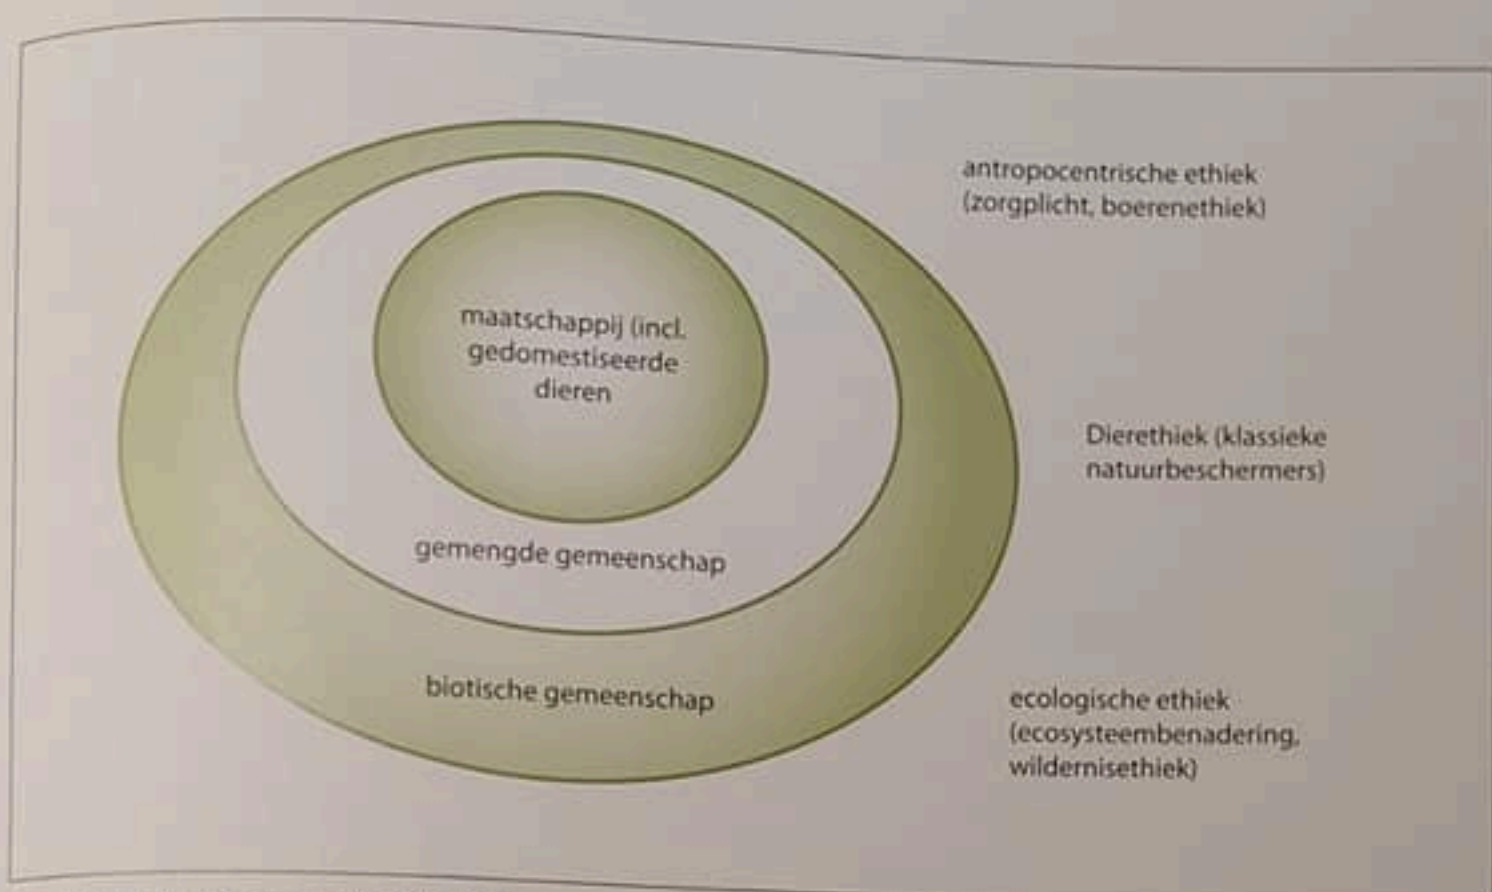 antropocentrische ethiek
(zorgplicht, boerenethiek)
maatschappij (incl.
gedomestiseerde
dieren
Dierethiek (klassieke
natuurbeschermers)
gemengde gemeenschap
biotische gemeenschap
ecologische ethiek
(ecosysteembenadering,
wildernisethiek)